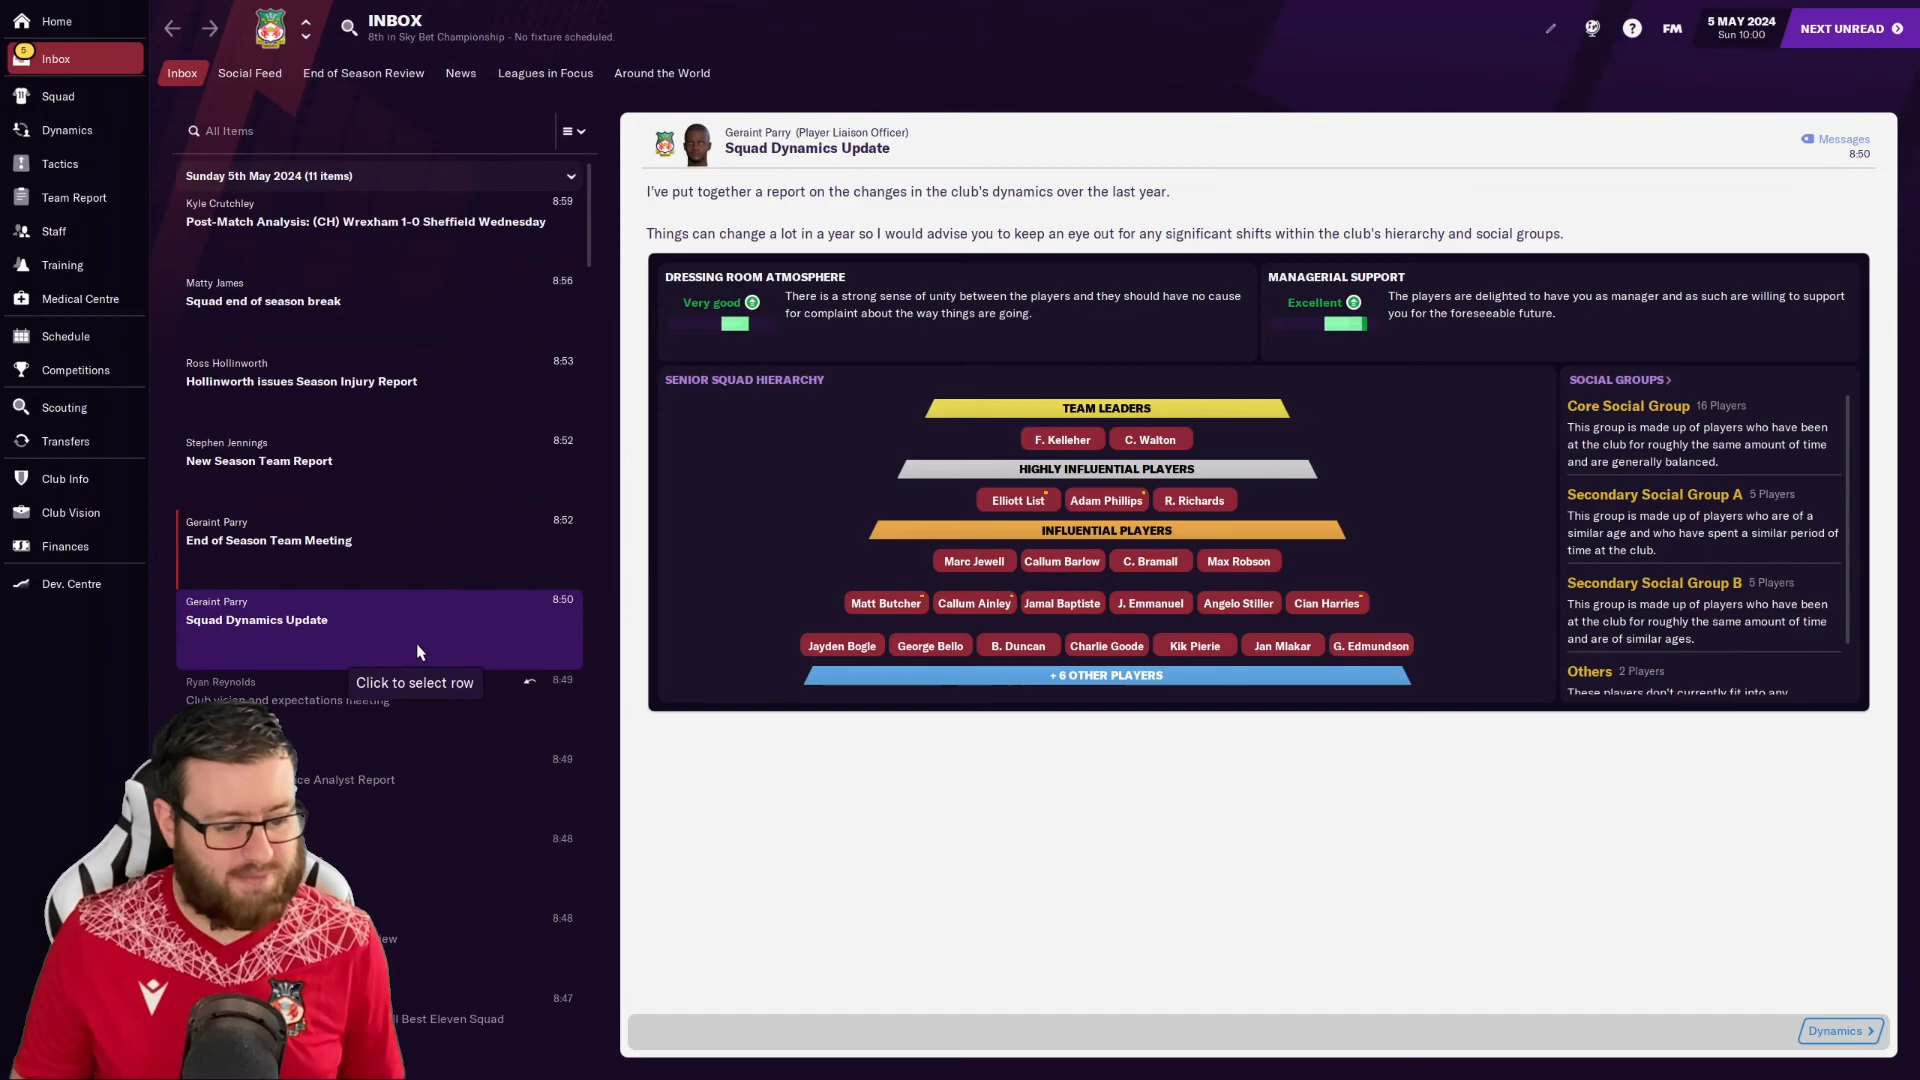 Home
5
Inbox
Squad
Dynamics
Tactics
Team Report
Staff
Training
Medical Centre
Schedule
Competitions
Scouting
Transfers
Club Info
Club Vision
Finances
Dev. Centre
INBOX
8th in Sky Bet Championship - No fixture scheduled.
?
FM
5 MAY 2024
Sun 10:00
NEXT UNREAD
Inbox
Social Feed
End of Season Review
News
Leagues in Focus
Around the World
All Items
Sunday 5th May 2024 (11 items)
Kyle Crutchley
8:59
Post-Match Analysis: (CH) Wrexham 1-0 Sheffield Wednesday
Matty James
8:56
Squad end of season break
Ross Hollinworth
8:53
Hollinworth issues Season Injury Report
Stephen Jennings
8:52
New Season Team Report
Geraint Parry
8:52
End of Season Team Meeting
Geraint Parry
8:50
Squad Dynamics Update
Ryan Reynolds
8:49
Click to select row
Club vision and expectations meeting
8:49
ce Analyst Report
8:48
8:48
ew
8:47
ll Best Eleven Squad
Geraint Parry (Player Liaison Officer)
Squad Dynamics Update
Messages
8:50
I've put together a report on the changes in the club's dynamics over the last year.
Things can change a lot in a year so I would advise you to keep an eye out for any significant shifts within the club's hierarchy and social groups.
DRESSING ROOM ATMOSPHERE
Very good
There is a strong sense of unity between the players and they should have no cause
for complaint about the way things are going.
MANAGERIAL SUPPORT
Excellent
The players are delighted to have you as manager and as such are willing to support
you for the foreseeable future.
SENIOR SQUAD HIERARCHY
TEAM LEADERS
F. Kelleher
C. Walton
HIGHLY INFLUENTIAL PLAYERS
Elliott List
Adam Phillips
R. Richards
INFLUENTIAL PLAYERS
Marc Jewell
Callum Barlow
C. Bramall
Max Robson
Matt Butcher
Callum Ainley
Jamal Baptiste
J. Emmanuel
Angelo Stiller
Cian Harries
Jayden Bogle
George Bello
B. Duncan
Charlie Goode
Kik Pierie
Jan Mlakar
G. Edmundson
+ 6 OTHER PLAYERS
SOCIAL GROUPS>
Core Social Group 16 Players
This group is made up of players who have been
at the club for roughly the same amount of time
and are generally balanced.
Secondary Social Group A 5 Players
This group is made up of players who are of a
similar age and who have spent a similar period of
time at the club.
Secondary Social Group B 5 Players
This group is made up of players who have been
at the club for roughly the same amount of time
and are of similar ages.
Others 2 Players
These players don't currently fit into any
Dynamics >